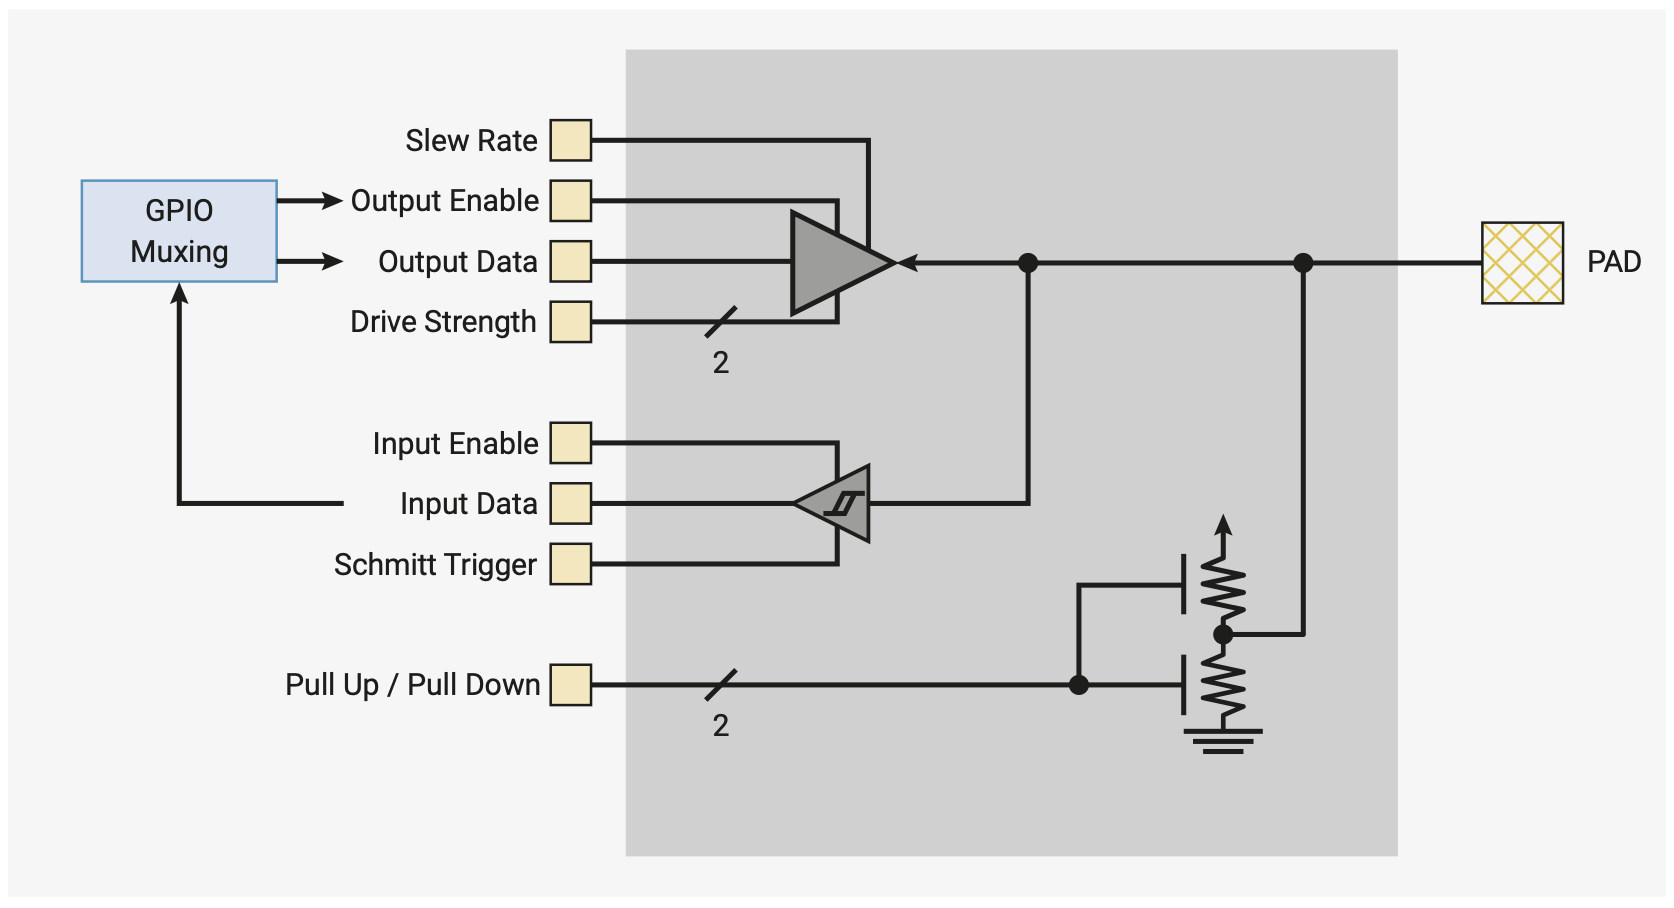 Slew Rate
GPIO
Muxing
Output Enable
Output Data
PAD
Drive Strength
2
Input Enable
Input Data
Schmitt Trigger
Pull Up / Pull Down
2